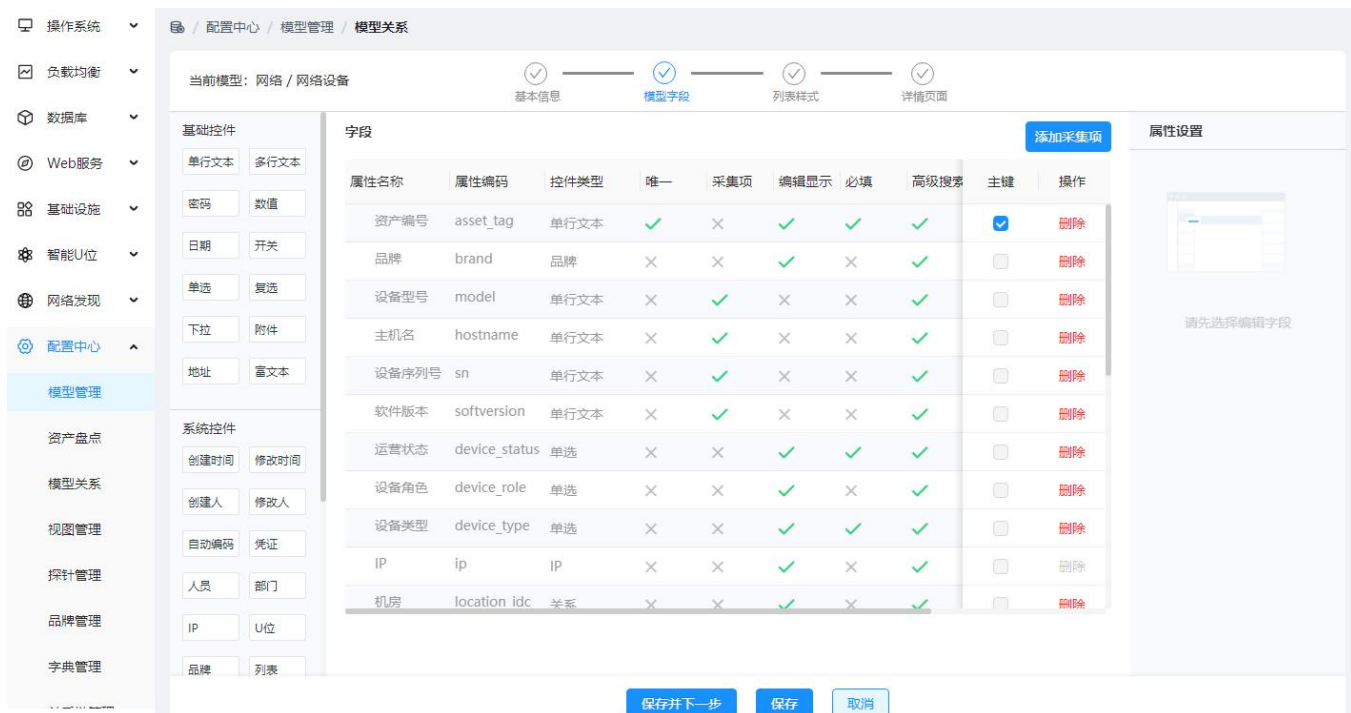 操作系统
负载均衡
数据库
Web服务
基础设施
智能U位
网络发现
配置中心
模型管理
资产盘点
模型关系
视图管理
探针管理
品牌管理
字典管理
/ 配置中心 / 模型管理 / 模型关系
当前模型：网络 / 网络设备
基本信息 模型字段 列表样式 详情页面
基础控件
单行文本 多行文本
密码 数值
日期 开关
单选 复选
下拉 附件
地址 富文本
系统控件
创建时间 修改时间
创建人 修改人
自动编码 凭证
人员 部门
IP U位
品牌 列表
字段 添加采集项
属性名称 属性编码 控件类型 唯一 采集项 编辑显示 必填 高级搜索 主键 操作
资产编号 asset_tag 单行文本 删除
品牌 brand 品牌 删除
设备型号 model 单行文本 删除
主机名 hostname 单行文本 删除
设备序列号 sn 单行文本 删除
软件版本 softversion 单行文本 删除
运营状态 device_status 单选 删除
设备角色 device_role 单选 删除
设备类型 device_type 单选 删除
IP ip IP 删除
机房 location_idc 关系 删除
属性设置
请先选择编辑字段
保存并下一步 保存 取消